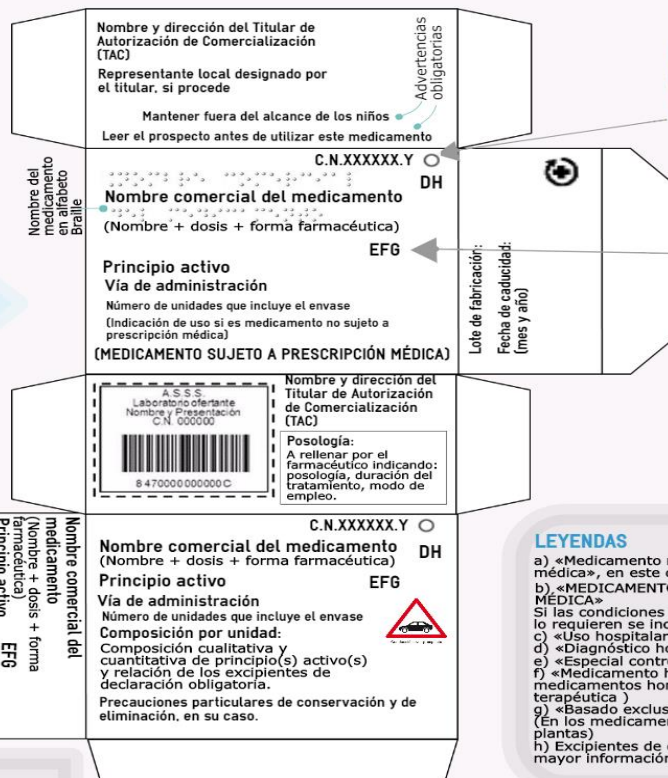 Nombre y dirección del Titular de
Autorización de Comercialización
(TAC)
Representante local designado por
el titular, si procede
Advertencias
obligatorias
Mantener fuera del alcance de los niños
Leer el prospecto antes de utilizar este medicamento
Nombre del
medicamento
en alfabeto
Braille
C.N.XXXXXX.Y
DH
Nombre comercial del medicamento
(Nombre + dosis + forma farmacéutica)
EFG
Principio activo
Vía de administración
Número de unidades que incluye el envase
(Indicación de uso si es medicamento no sujeto a
prescripción médica)
(MEDICAMENTO SUJETO A PRESCRIPCIÓN MÉDICA)
Lote de fabricación:
Fecha de caducidad:
(mes y año)
A.S.S.S.
Laboratorio ofertante
Nombre y Presentación
C.N. 000000
8 470000 000000 C
Nombre y dirección del
Titular de Autorización
de Comercialización
(TAC)
Posología:
A rellenar por el
farmacéutico indicando:
posología, duración del
tratamiento, modo de
empleo.
Nombre comercial del
medicamento
(Nombre + dosis + forma
farmacéutica)
Principio activo
EFG
C.N.XXXXXX.Y
Nombre comercial del medicamento
DH
(Nombre + dosis + forma farmacéutica)
Principio activo
EFG
Vía de administración
Número de unidades que incluye el envase
Composición por unidad:
Composición cualitativa y
cuantitativa de principio(s) activo(s)
y relación de los excipientes de
declaración obligatoria.
Precauciones particulares de conservación y de
eliminación, en su caso.
LEYENDAS
a) «Medicamento
médica», en este
b) «MEDICAMENTO
MÉDICA»
Si las condiciones
lo requieren se
c) «Uso
d) «Diagnóstico
e) «Especial
f) «Medicamento
medicamentos
terapéutica )
g) «Basado
(En los
plantas)
h) Excipientes de
mayor